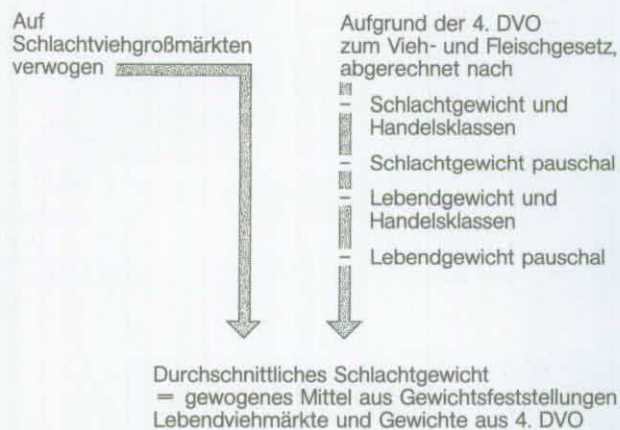 Auf
Schlachtviehgroßmärkten
verwogen
Aufgrund der 4. DVO
zum Vieh- und Fleischgesetz,
abgerechnet nach
– Schlachtgewicht und
Handelsklassen
– Schlachtgewicht pauschal
– Lebendgewicht und
Handelsklassen
– Lebendgewicht pauschal
Durchschnittliches Schlachtgewicht
= gewogenes Mittel aus Gewichtsfeststellungen
Lebendviehmärkte und Gewichte aus 4. DVO